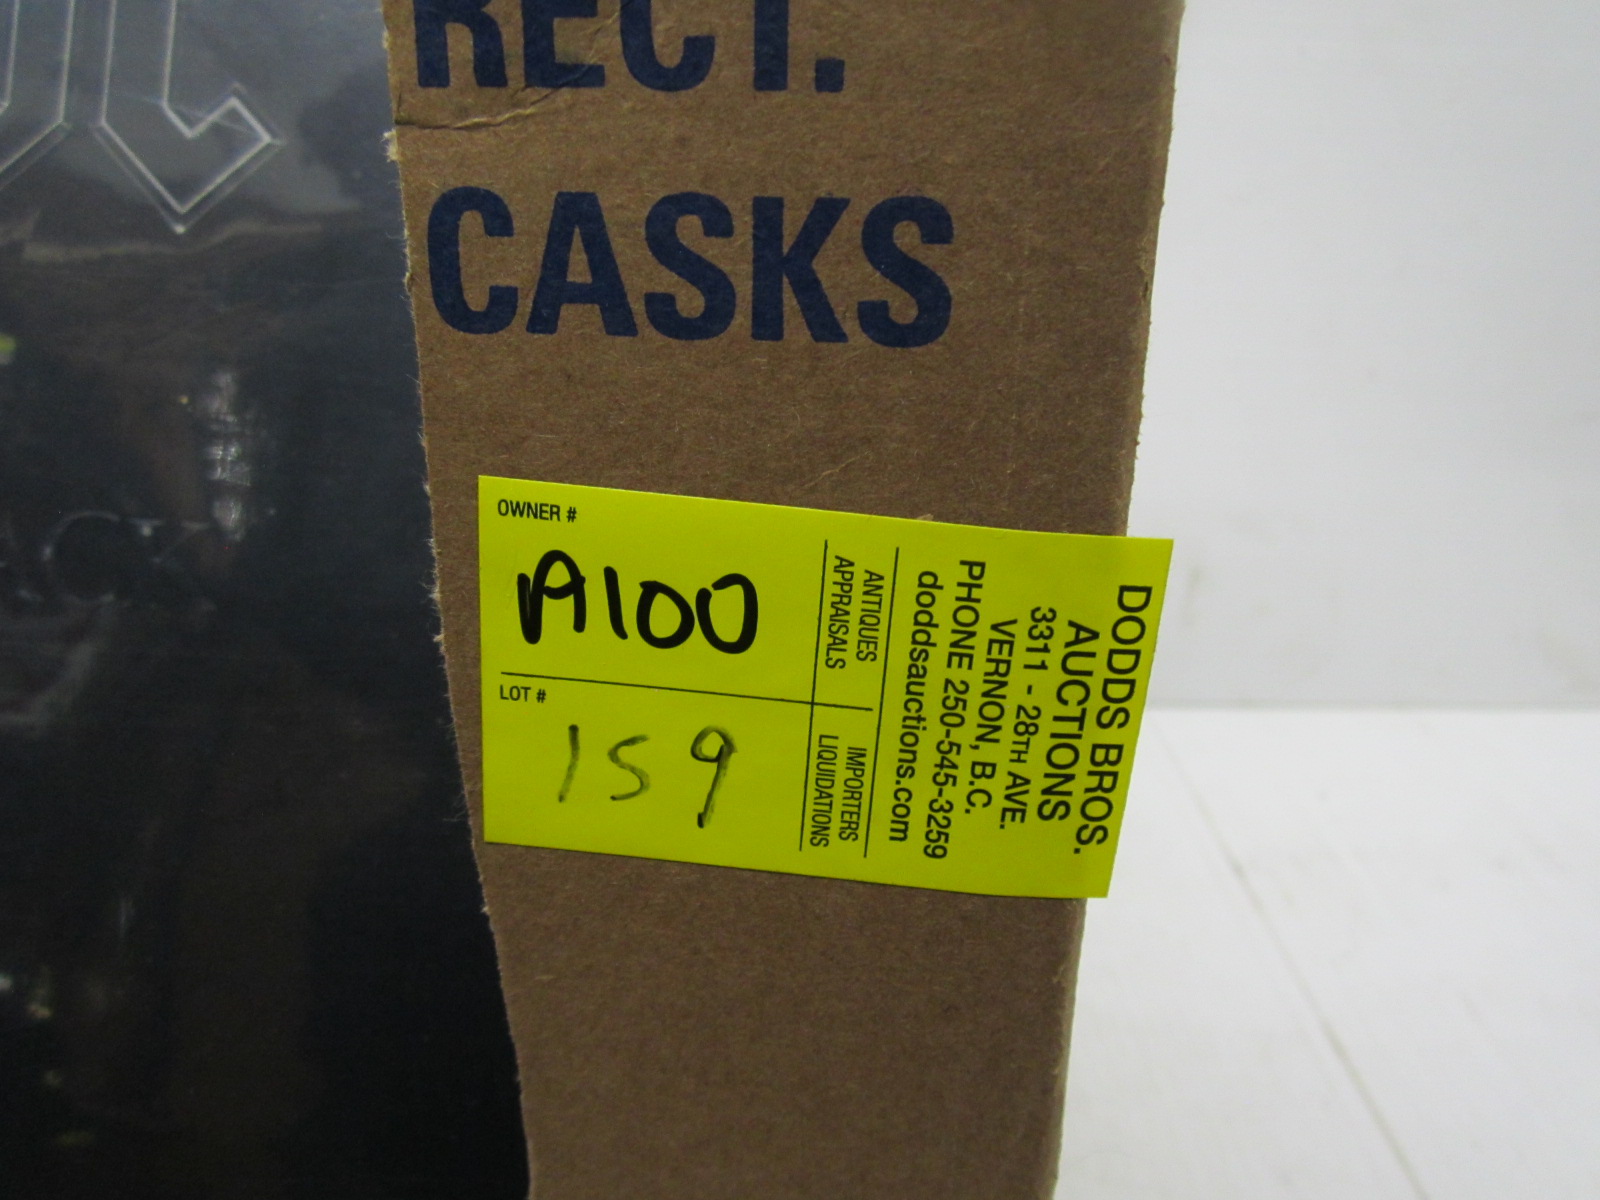 RECT.
CASKS
OWNER #
A100
LOT #
159
ANTIQUES
APPRAISALS
IMPORTERS
LIQUIDATIONS
DODDS BROS.
AUCTIONS
3311 - 28TH AVE.
VERNON, B.C.
PHONE 250-545-3259
doddsauctions.com